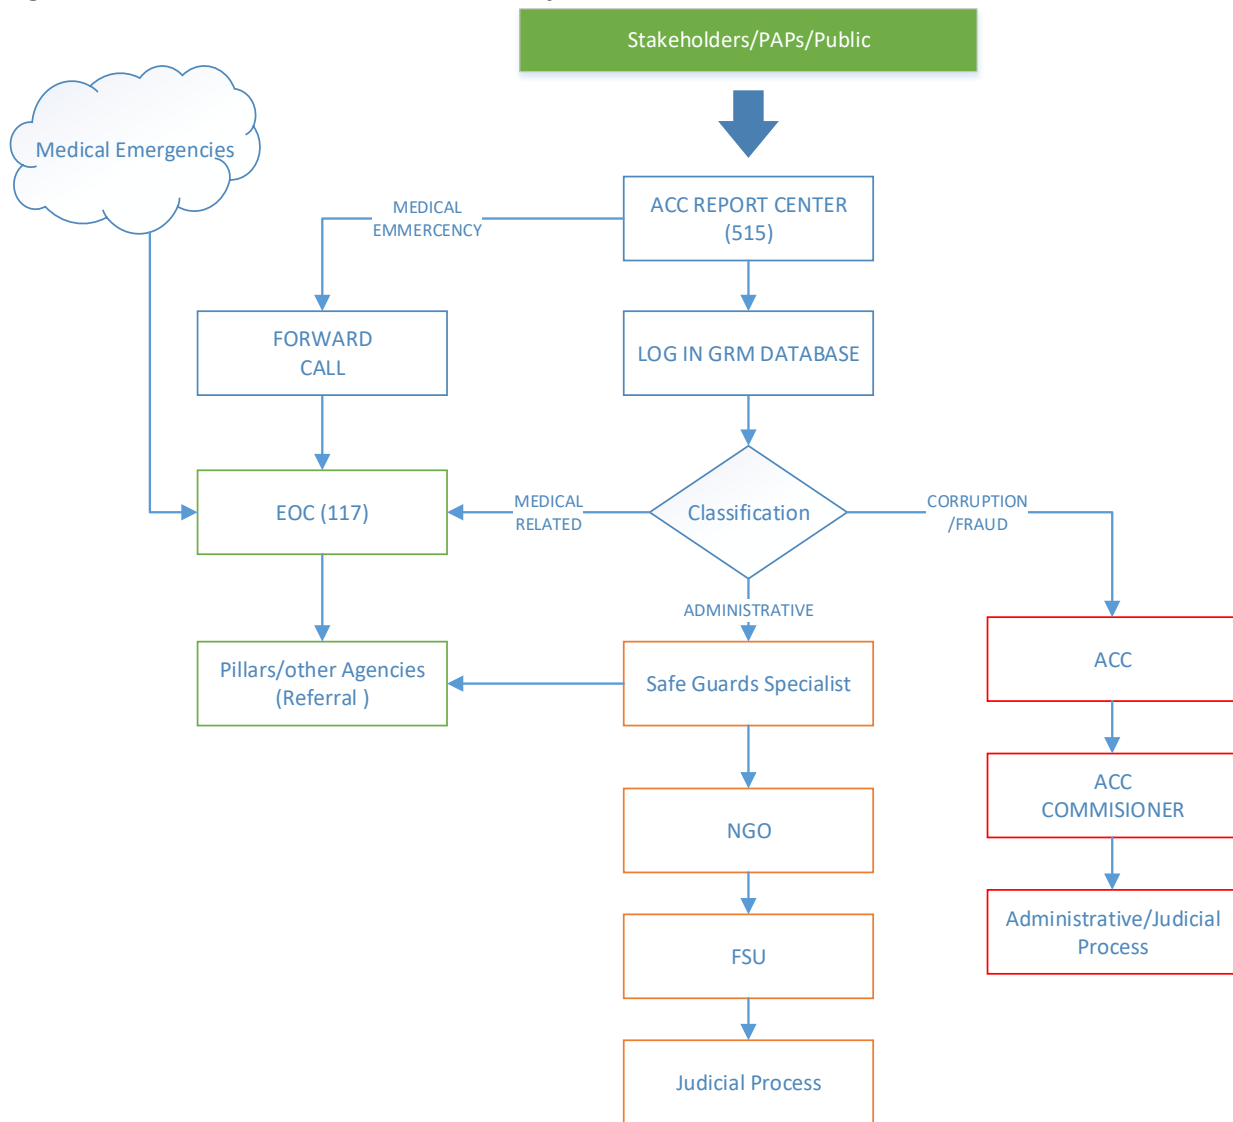 Stakeholders/PAPs/Public
Medical Emergencies
ACC REPORT CENTER
(515)
MEDICAL
EMMERCENCY
FORWARD
CALL
LOG IN GRM DATABASE
EOC (117)
MEDICAL
RELATED
Classification
CORRUPTION
/FRAUD
ADMINISTRATIVE
Pillars/other Agencies
(Referral )
Safe Guards Specialist
ACC
NGO
ACC
COMMISIONER
FSU
Administrative/Judicial
Process
Judicial Process